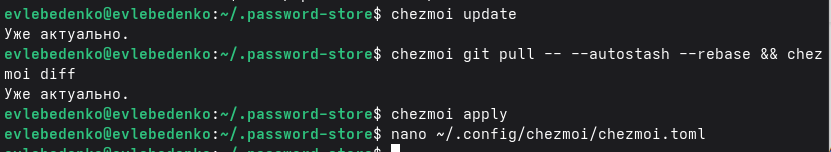 evlebedenko@evlebedenko:~/.password-store$ chezmoi update
Уже актуально.
evlebedenko@evlebedenko:~/.password-store$ chezmoi git pull -- --autostash --rebase && chez
moi diff
Уже актуально.
evlebedenko@evlebedenko:~/.password-store$ chezmoi apply
evlebedenko@evlebedenko:~/.password-store$ nano ~/.config/chezmoi/chezmoi.toml
evlebedenko@evlebedenko:~/.password-store$